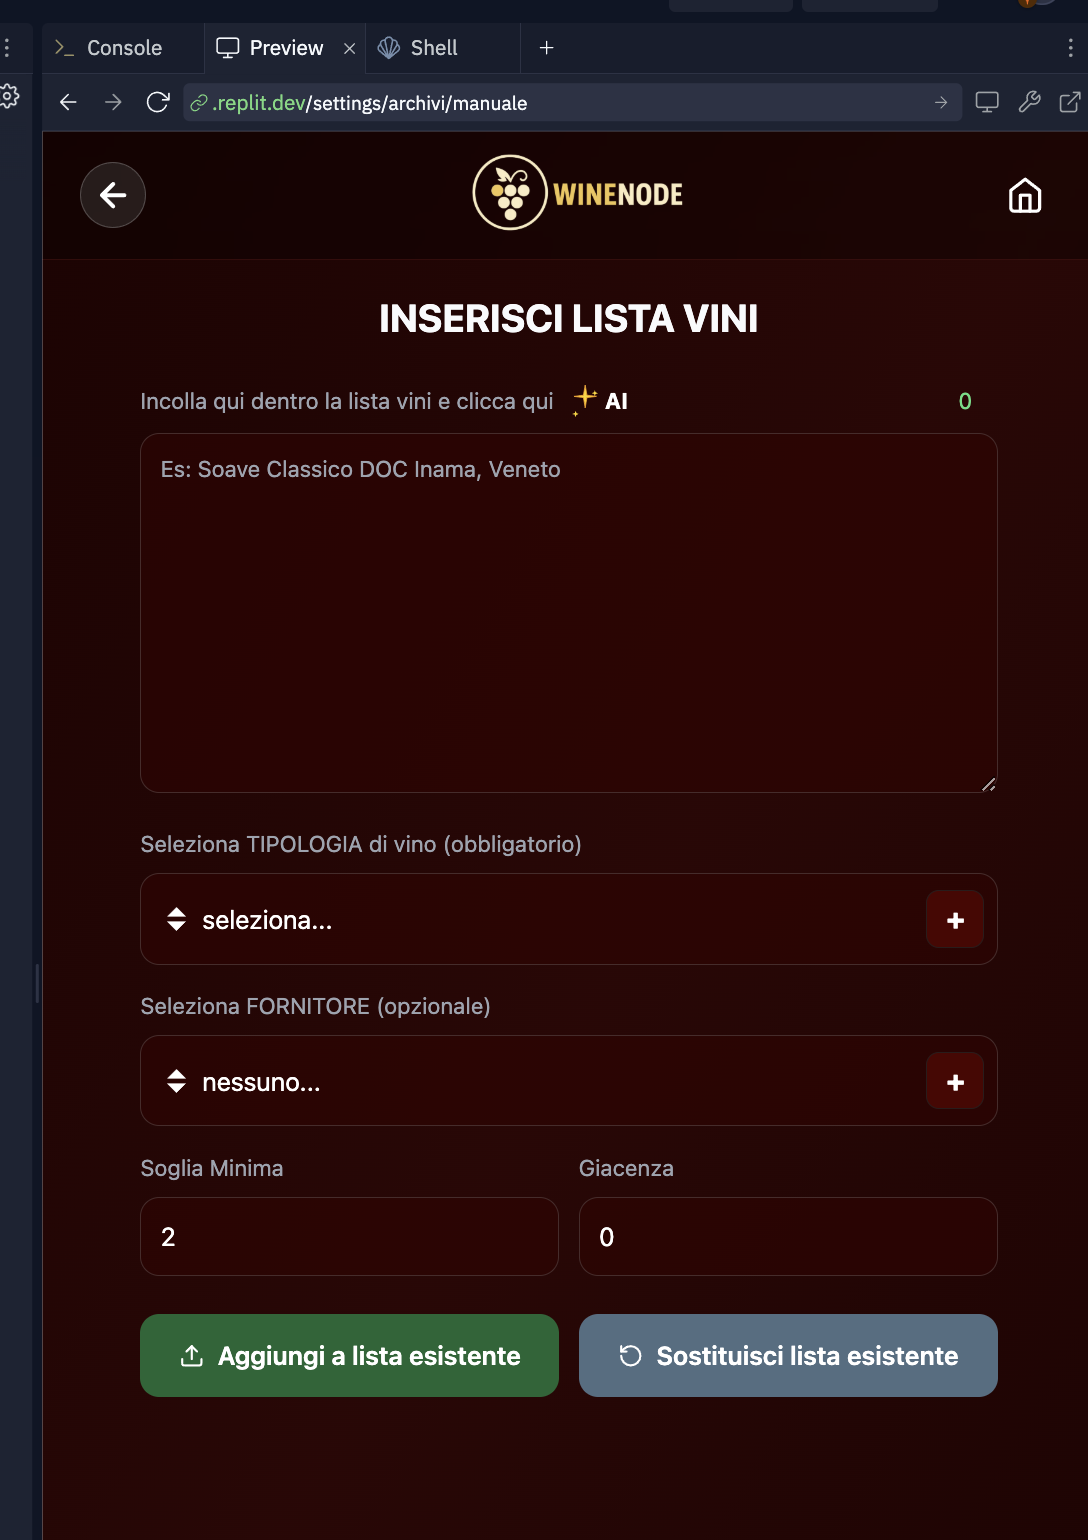 Console
Preview
Shell
.replit.dev/settings/archivi/manuale
WINENODE
INSERISCI LISTA VINI
Incolla qui dentro la lista vini e clicca qui AI 0
Es: Soave Classico DOC Inama, Veneto
Seleziona TIPOLOGIA di vino (obbligatorio)
seleziona...
Seleziona FORNITORE (opzionale)
nessuno...
Soglia Minima
Giacenza
2
0
Aggiungi a lista esistente
Sostituisci lista esistente